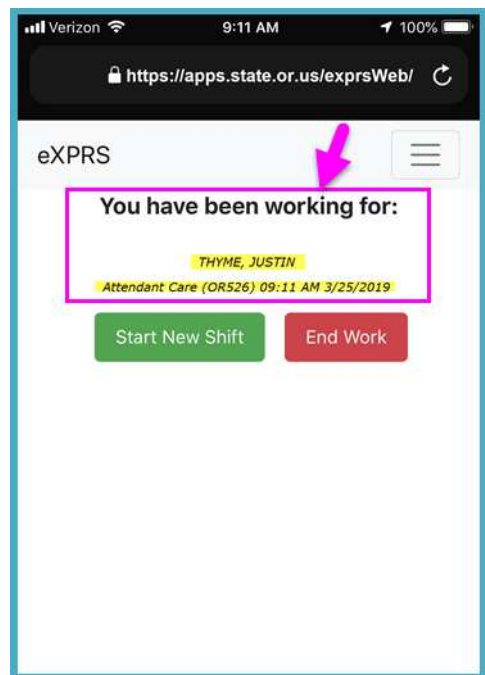 Verizon 9:11 AM 100%
https://apps.state.or.us/exprsWeb/
eXPRS
You have been working for:
THYME, JUSTIN
Attendant Care (OR526) 09:11 AM 3/25/2019
Start New Shift End Work